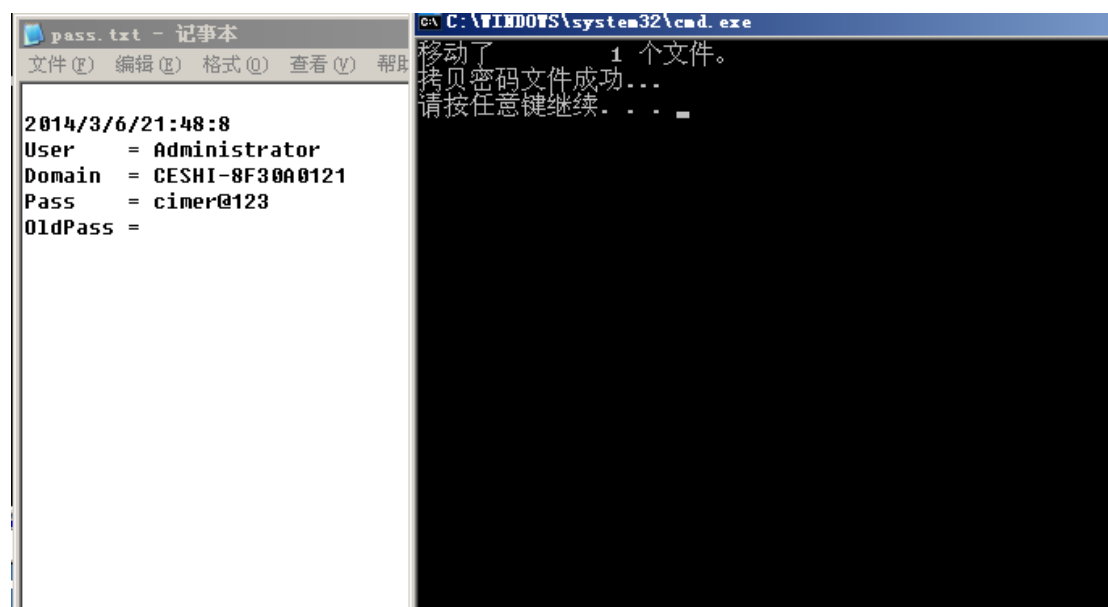 pass.txt - 记事本
文件(F) 编辑(E) 格式(O) 查看(V) 帮助
2014/3/6/21:48:8
User = Administrator
Domain = CESHI-8F30A0121
Pass = cimer@123
OldPass =
C:\WINDOWS\system32\cmd.exe
移动了 1 个文件。
拷贝密码文件成功...
请按任意键继续. . .